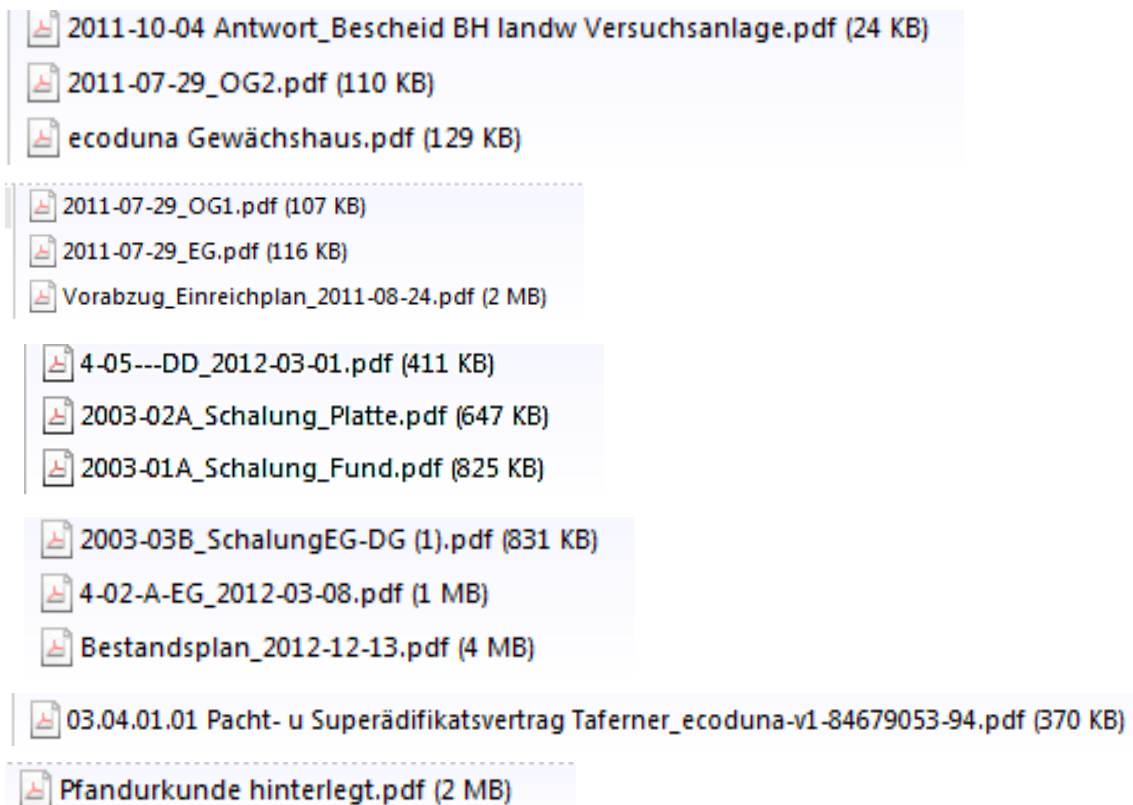 2011-10-04 Antwort_Bescheid BH landw Versuchsanlage.pdf (24 KB)
2011-07-29_OG2.pdf (110 KB)
ecoduna Gewächshaus.pdf (129 KB)
2011-07-29_OG1.pdf (107 KB)
2011-07-29_EG.pdf (116 KB)
Vorabzug_Einreichplan_2011-08-24.pdf (2 MB)
4-05---DD_2012-03-01.pdf (411 KB)
2003-02A_Schalung_Platte.pdf (647 KB)
2003-01A_Schalung_Fund.pdf (825 KB)
2003-03B_SchalungEG-DG (1).pdf (831 KB)
4-02-A-EG_2012-03-08.pdf (1 MB)
Bestandsplan_2012-12-13.pdf (4 MB)
03.04.01.01 Pacht- u Superädifikatsvertrag Taferner_ecoduna-v1-84679053-94.pdf (370 KB)
Pfandurkunde hinterlegt.pdf (2 MB)